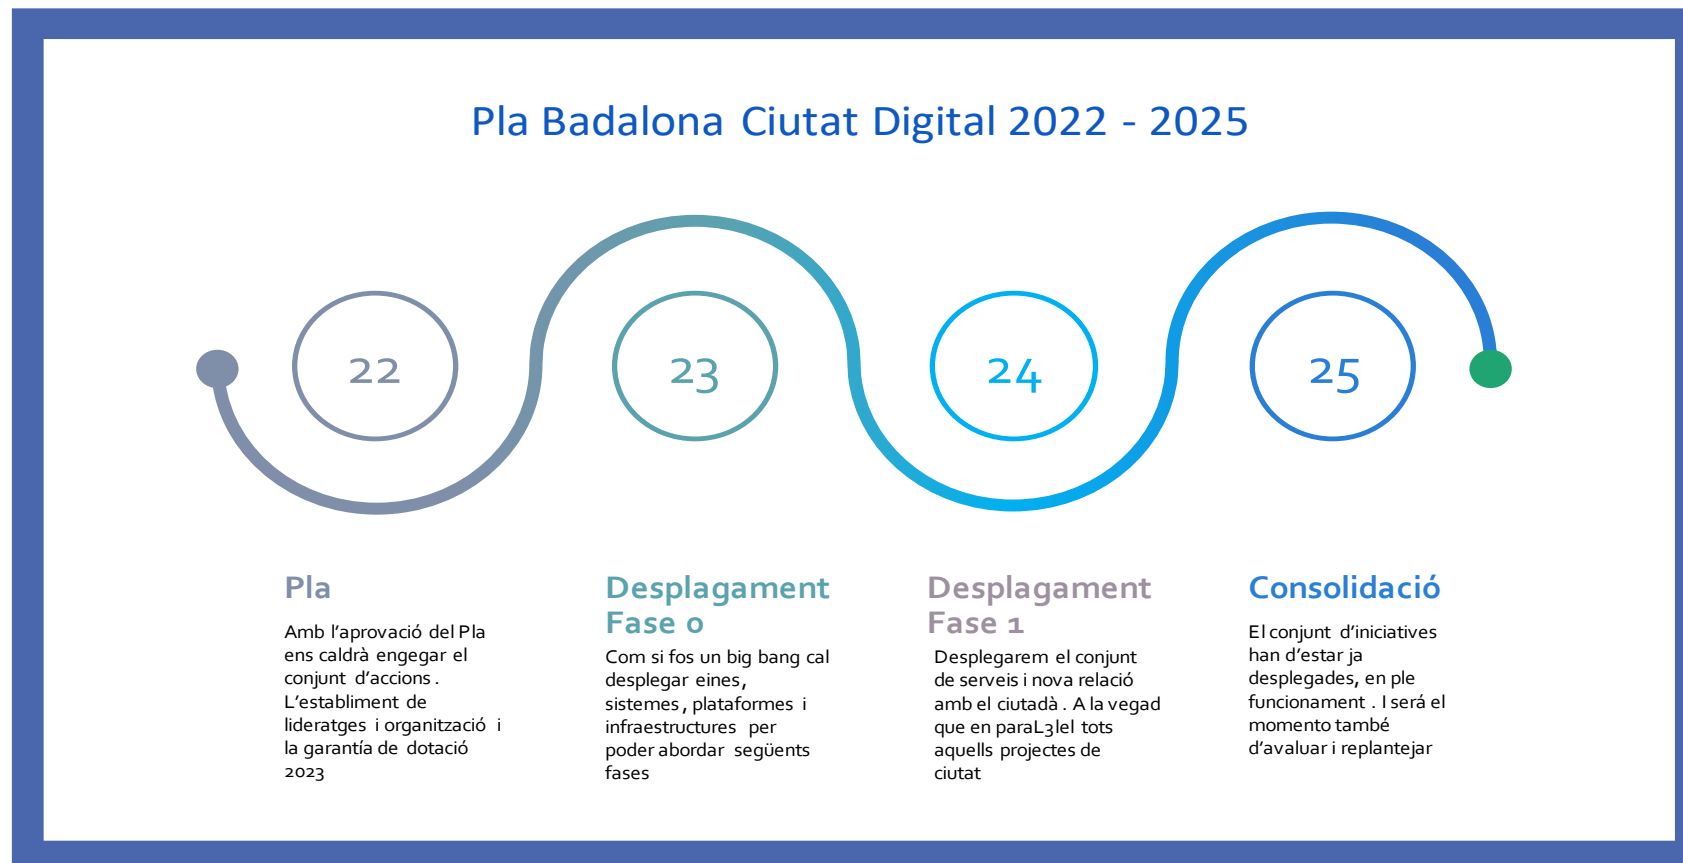 Pla Badalona Ciutat Digital 2022 - 2025
22
23
24
25
Pla
Amb l'aprovació del Pla
ens caldrà engegar el
conjunt d'accions.
L'establiment de
lideratges i organització i
la garantía de dotació
2023
Desplagament
Fase 0
Com si fos un big bang cal
desplegar eines,
sistemes, plataformes i
infraestructures per
poder abordar següents
fases
Desplagament
Fase 1
Desplegarem el conjunt
de serveis i nova relació
amb el ciutadà. A la vegad
que en paraL3lel tots
aquells projectes de
ciutat
Consolidació
El conjunt d'iniciatives
han d'estar ja
desplegades, en ple
funcionament. I será el
momento també
d'avaluar i replantejar